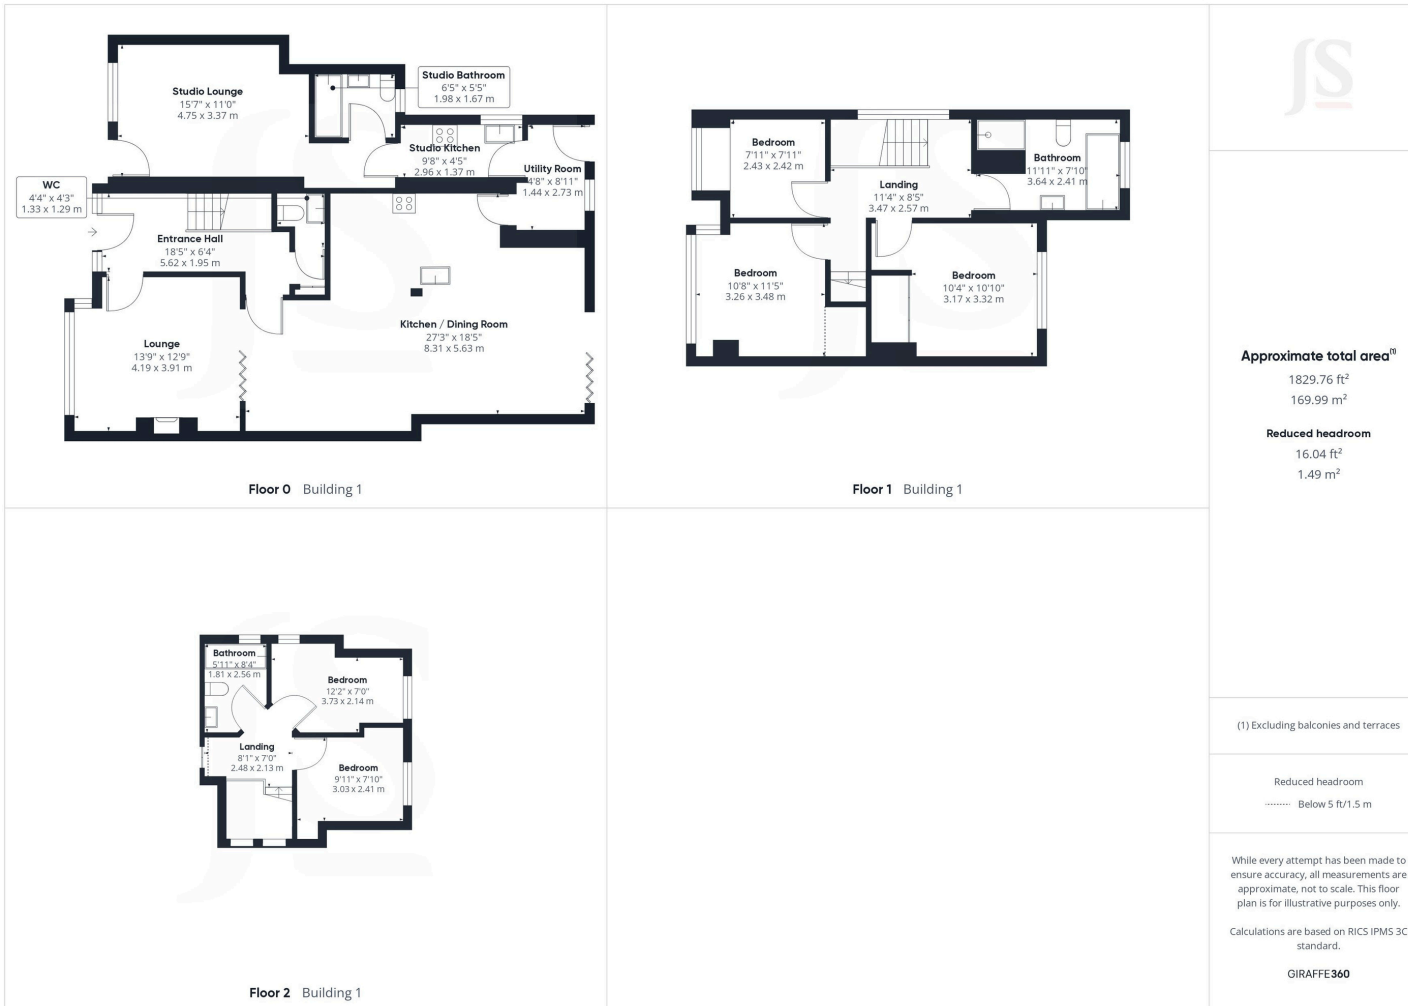 Studio Lounge
15'7" x 11'0"
4.75 x 3.37 m
Studio Bathroom
6'5" x 5'5"
1.98 x 1.67 m
Studio Kitchen
9'8" x 4'5"
2.96 x 1.37 m
Utility Room
4'8" x 8'11"
1.44 x 2.73 m
WC
4'4" x 4'3"
1.33 x 1.29 m
Entrance Hall
18'5" x 6'4"
5.62 x 1.95 m
Lounge
13'9" x 12'9"
4.19 x 3.91 m
Kitchen / Dining Room
27'3" x 18'5"
8.31 x 5.63 m
Floor 0 Building 1
Bedroom
7'11" x 7'11"
2.43 x 2.42 m
Landing
11'4" x 8'5"
3.47 x 2.57 m
Bathroom
11'11" x 7'10"
3.64 x 2.41 m
Bedroom
10'8" x 11'5"
3.26 x 3.48 m
Bedroom
10'4" x 10'10"
3.17 x 3.32 m
Floor 1 Building 1
Bathroom
5'11" x 8'4"
1.81 x 2.56 m
Bedroom
12'2" x 7'0"
3.73 x 2.14 m
Landing
8'1" x 7'0"
2.48 x 2.13 m
Bedroom
9'11" x 7'10"
3.03 x 2.41 m
Floor 2 Building 1
JS
Approximate total area(1)
1829.76 ft²
169.99 m²
Reduced headroom
16.04 ft²
1.49 m²
(1) Excluding balconies and terraces
Reduced headroom
Below 5 ft/1.5 m
While every attempt has been made to
ensure accuracy, all measurements are
approximate, not to scale. This floor
plan is for illustrative purposes only.
Calculations are based on RICS IPMS 3C
standard.
GIRAFFE360